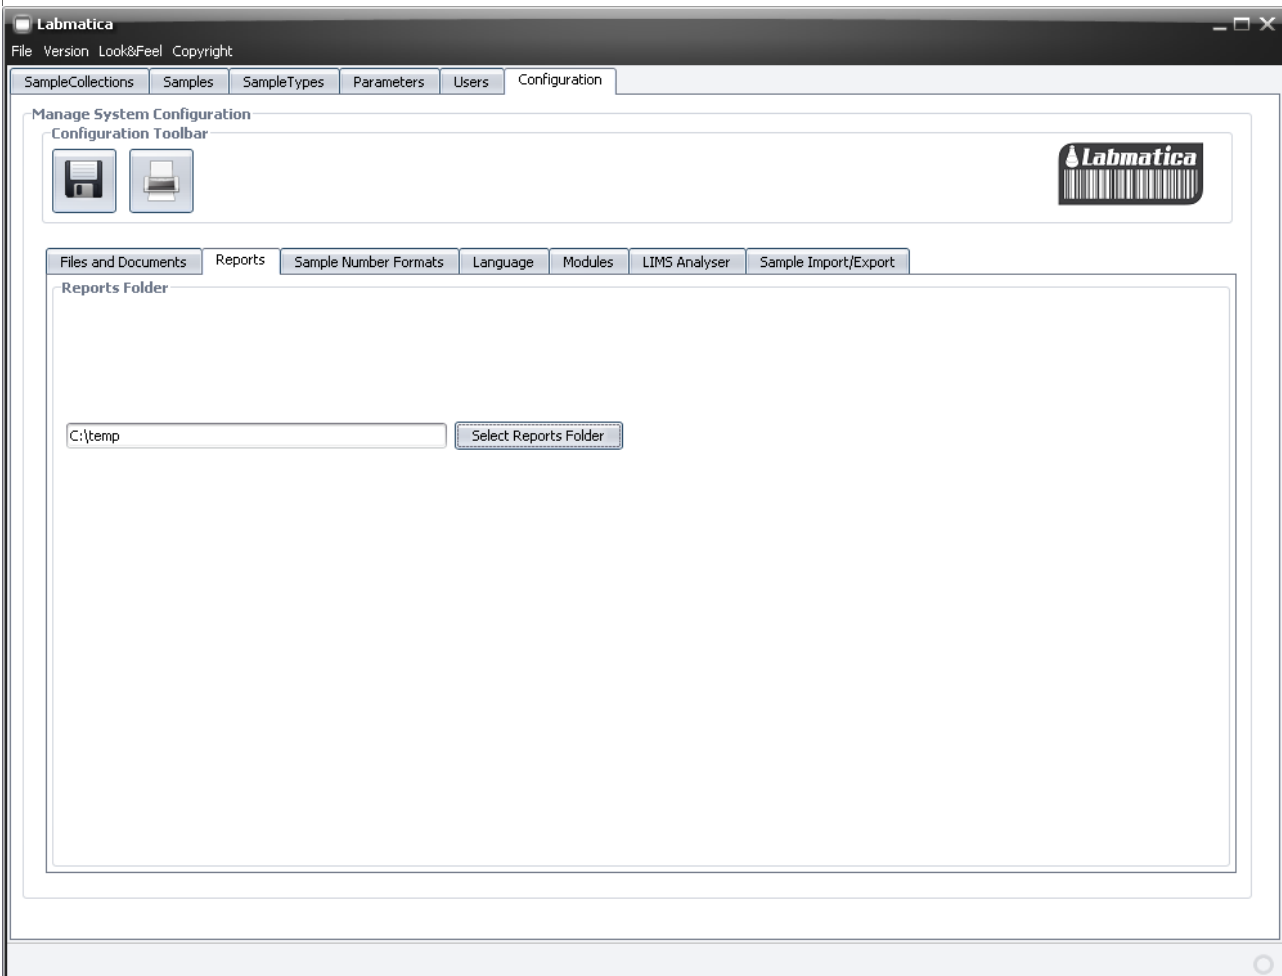 Labmatica
File Version Look&Feel Copyright
SampleCollections Samples SampleTypes Parameters Users Configuration
Manage System Configuration
Configuration Toolbar
Labmatica
Files and Documents Reports Sample Number Formats Language Modules LIMS Analyser Sample Import/Export
Reports Folder
C:\temp Select Reports Folder